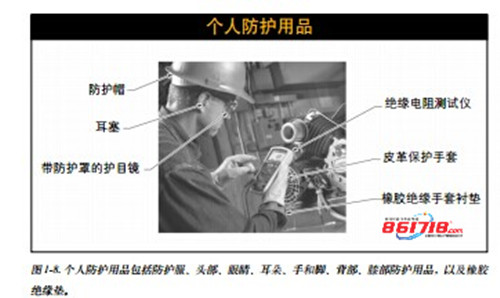 个人防护用品
防护帽
耳塞
带防护罩的护目镜
绝缘电阻测试仪
皮革保护手套
橡胶绝缘手套衬垫
861718.com
图1-8. 个人防护用品包括防护服、头部、眼睛、耳朵、手和脚、背部、膝部防护用品，以及橡胶
绝缘垫。